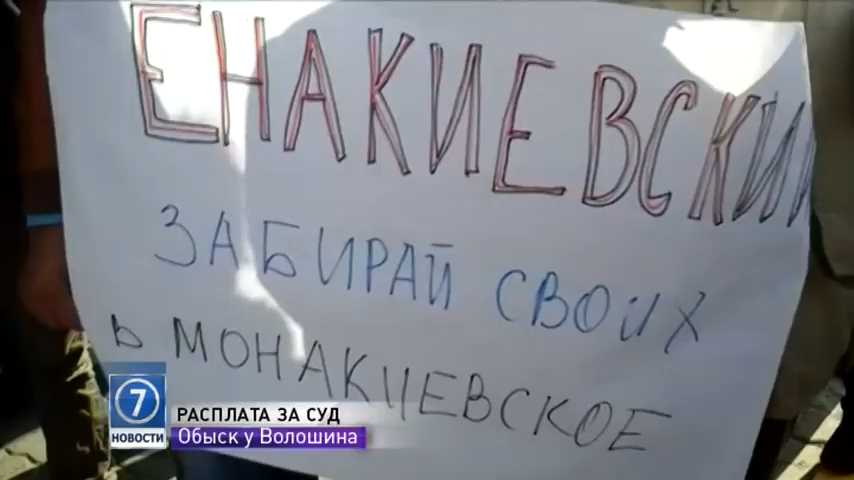 ЕНАКИЕВСКИЙ
ЗАБИРАЙ СВОИХ
В МОНАКИЕВСКОЕ
7
НОВОСТИ
РАСПЛАТА ЗА СУД
Обыск у Волошина